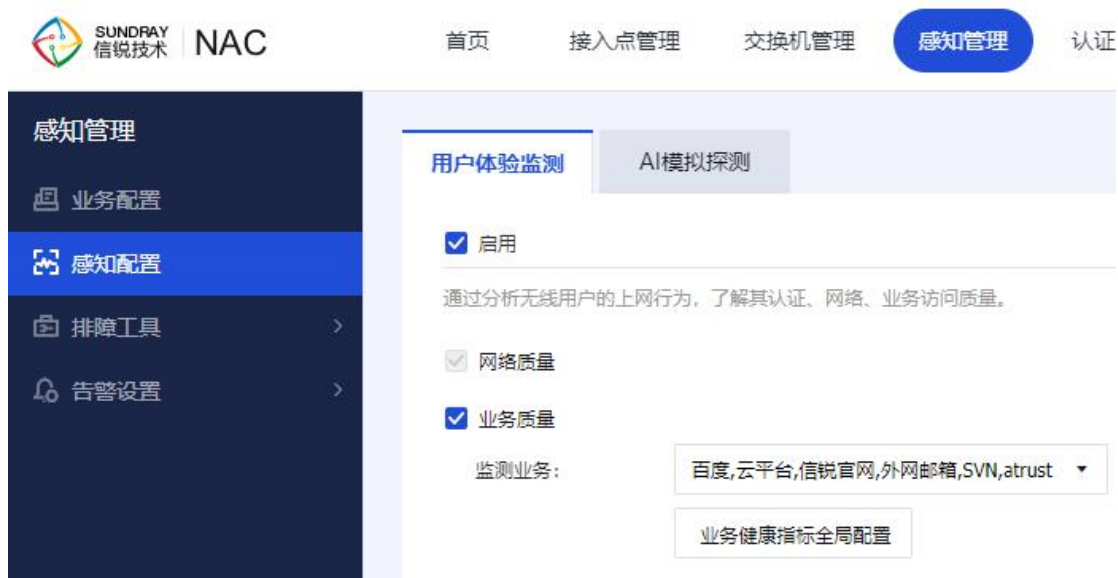 SUNDRAY
信锐技术
NAC
首页
接入点管理
交换机管理
感知管理
认证
感知管理
业务配置
感知配置
排障工具
告警设置
用户体验监测
AI模拟探测
启用
通过分析无线用户的上网行为，了解其认证、网络、业务访问质量。
网络质量
业务质量
监测业务：
百度,云平台,信锐官网,外网邮箱,SVN,atrust
业务健康指标全局配置